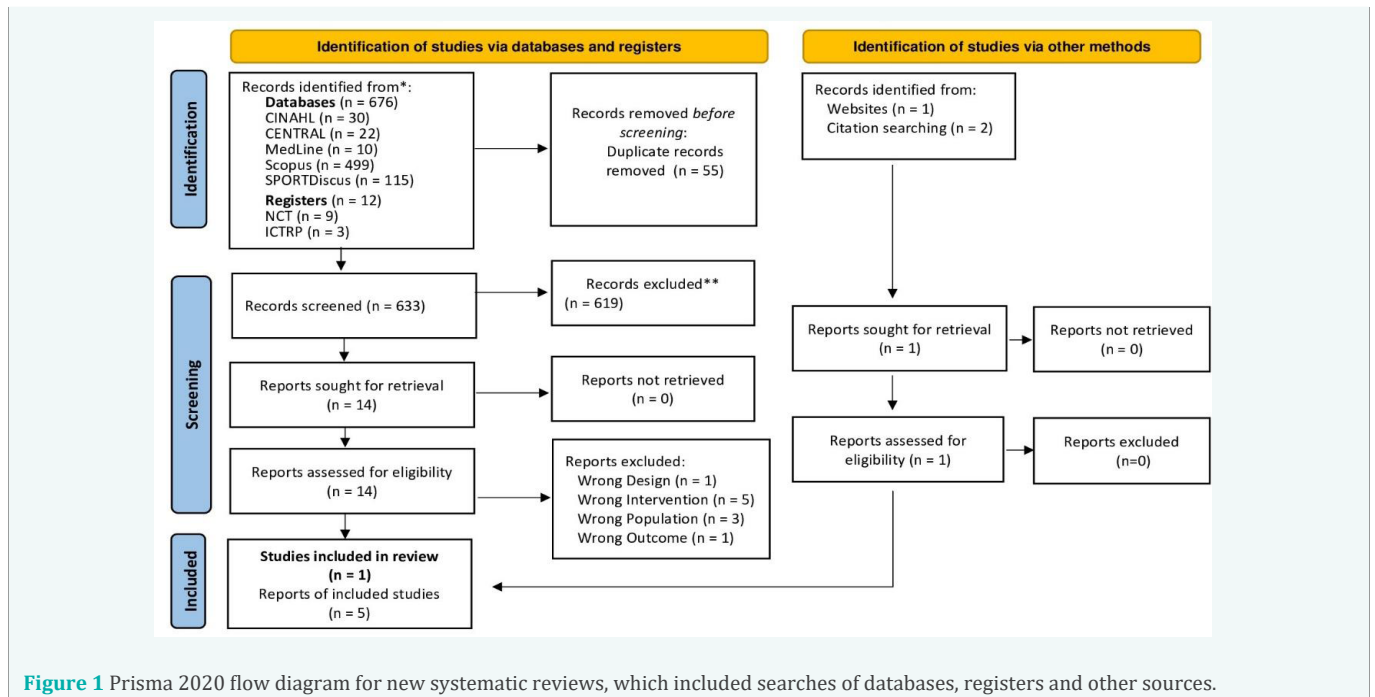 Identification of studies via databases and registers
Identification of studies via other methods
Identification
Records identified from*:
Databases (n = 676)
CINAHL (n = 30)
CENTRAL (n = 22)
MedLine (n = 10)
Scopus (n = 499)
SPORTDiscus (n = 115)
Registers (n = 12)
NCT (n = 9)
ICTRP (n = 3)
Records removed before
screening:
Duplicate records
removed (n = 55)
Records identified from:
Websites (n = 1)
Citation searching (n = 2)
Screening
Records screened (n = 633)
Records excluded**
(n = 619)
Reports sought for retrieval
(n = 14)
Reports not retrieved
(n = 0)
Reports sought for retrieval
(n = 1)
Reports not retrieved
(n = 0)
Reports assessed for eligibility
(n = 14)
Reports excluded:
Wrong Design (n = 1)
Wrong Intervention (n = 5)
Wrong Population (n = 3)
Wrong Outcome (n = 1)
Reports assessed for
eligibility (n = 1)
Reports excluded
(n=0)
Included
Studies included in review
(n = 1)
Reports of included studies
(n = 5)
Figure 1 Prisma 2020 flow diagram for new systematic reviews, which included searches of databases, registers and other sources.